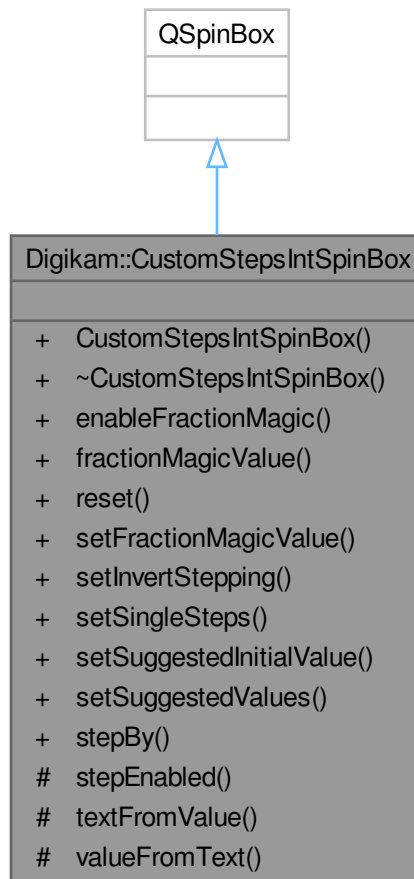 QSpinBox
Digikam::CustomStepsIntSpinBox
+ CustomStepsIntSpinBox()
+ ~CustomStepsIntSpinBox()
+ enableFractionMagic()
+ fractionMagicValue()
+ reset()
+ setFractionMagicValue()
+ setInvertStepping()
+ setSingleSteps()
+ setSuggestedInitialValue()
+ setSuggestedValues()
+ stepBy()
# stepEnabled()
# textFromValue()
# valueFromText()